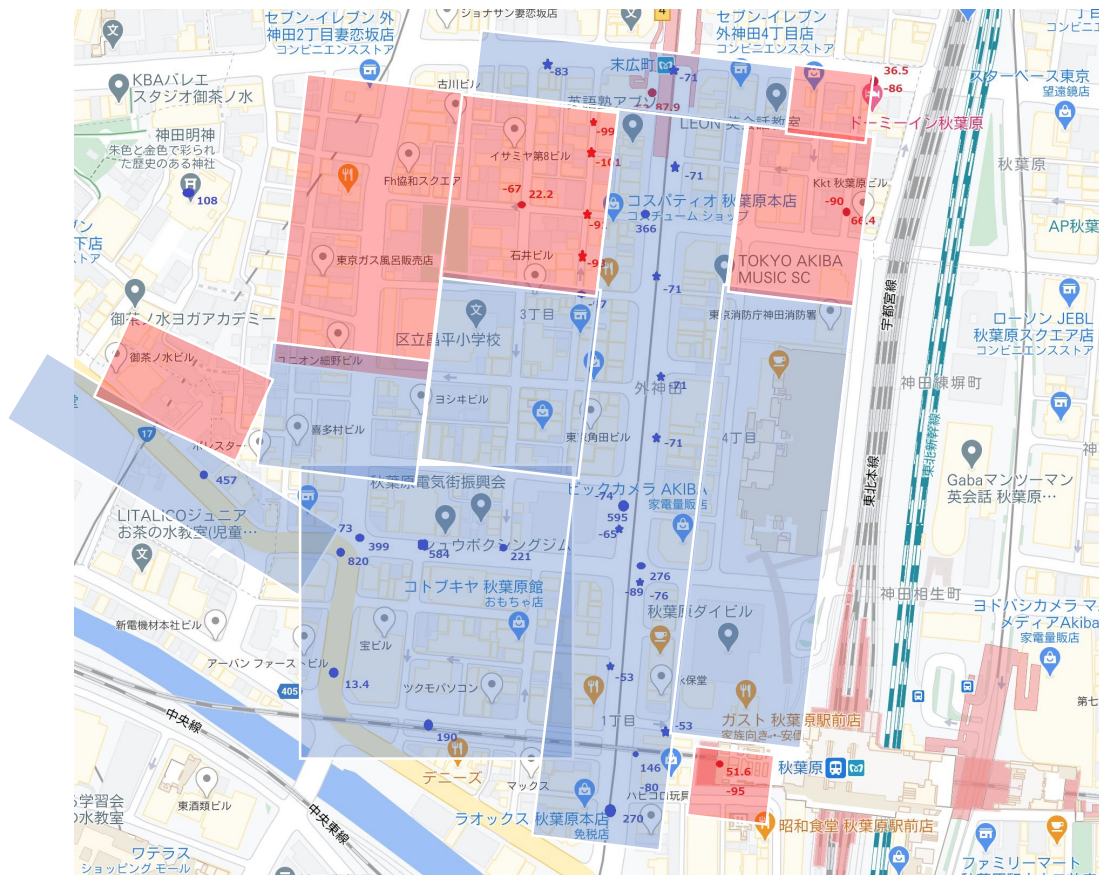 ジョナサン妻恋坂店
セブン-イレブン 外
神田2丁目妻恋店
コンビニエンスストア
4
セブン-イレブン
外神田4丁目店
コンビニエンスストア
コンビニエ
末広町
-83
-71
古川ビル
KBAバレエ
スタジオ御茶ノ水
英語塾アプシ
87.9
36.5
-86
スターベース東京
望遠鏡店
LEON 英会話教室
ドーミーイン秋葉原
神田明神
朱色と金色で彩られ
た歴史のある神社
108
-99
-101
イサミヤ第8ビル
Fh協和スクエア
-67
22.2
-71
Kkt 秋葉原ビル
-90
66.4
秋葉原
コスパティオ 秋葉原本店
コスチューム ショップ
366
AP秋葉
下店
ストア
東京ガス風呂販売店
石井ビル
-93
TOKYO AKIBA
MUSIC SC
-71
宇都宮線
御茶ノ水ヨガアカデミー
3丁目
東京消防庁神田消防署
ローソン JEBL
秋葉原スクエア店
コンビニエンスストア
区立昌平小学校
御茶ノ水ビル
ユニオン細野ビル
外神田
-71
神田練塀町
ヨシヰビル
喜多村ビル
東京角田ビル
4丁目
-71
17
東北本線
東北新幹線
Gabaマンツーマン
英会話 秋葉原…
457
秋葉原電気街振興会
ビックカメラ AKIBA
家電量販店
-74
595
-65
LITALICOジュニア
お茶の水教室(児童…
73
399
820
584
221
276
-89
-76
コトブキヤ 秋葉原館
おもちゃ店
秋葉原ダイビル
神田相生町
ヨドバシカメラ マ
メディアAkiba
家電量販店
新電機材本社ビル
宝ビル
アーバン ファーストビル
13.4
ツクモパソコン
-53
405
第七
中央線
190
1丁目
-53
ガスト 秋葉原駅前店
家族向き・安価
デニーズ
マックス
146
-80
51.6
-95
秋葉原
東酒類ビル
ラオックス 秋葉原本店
免税店
270
昭和食堂 秋葉原駅前店
中央東線
学習会
水教室
ワテラス
ショッピング モール
ファミリーマート